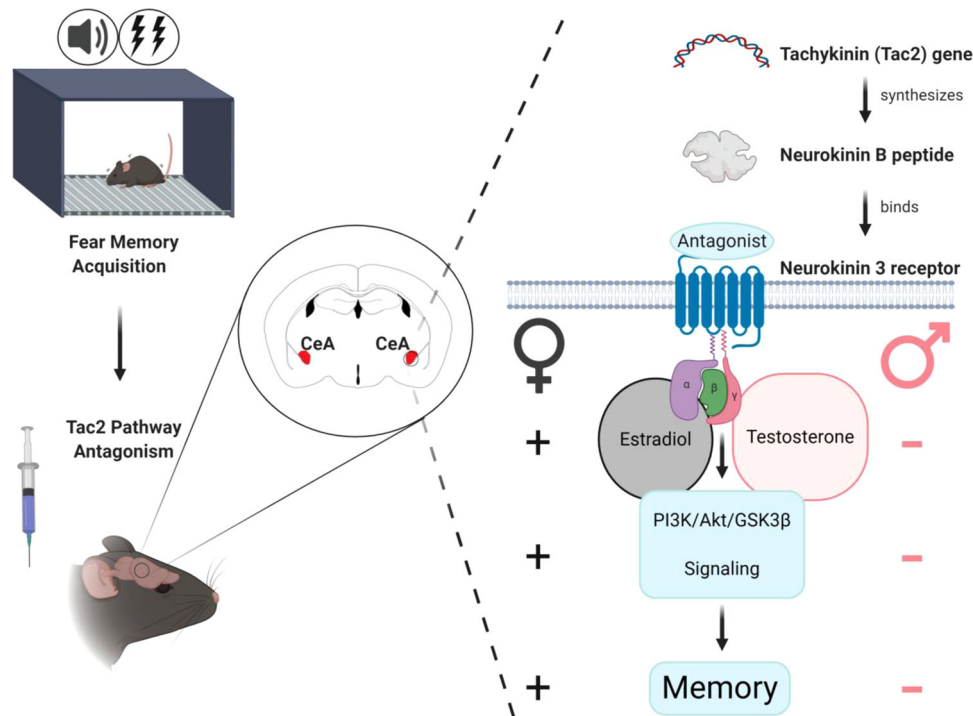 Fear Memory
Acquisition
Tac2 Pathway
Antagonism
CeA
CeA
Tachykinin (Tac2) gene
synthesizes
Neurokinin B peptide
binds
Antagonist
Neurokinin 3 receptor
α
β
γ
+
Estradiol
Testosterone
−
+
PI3K/Akt/GSK3β
Signaling
−
+
Memory
−